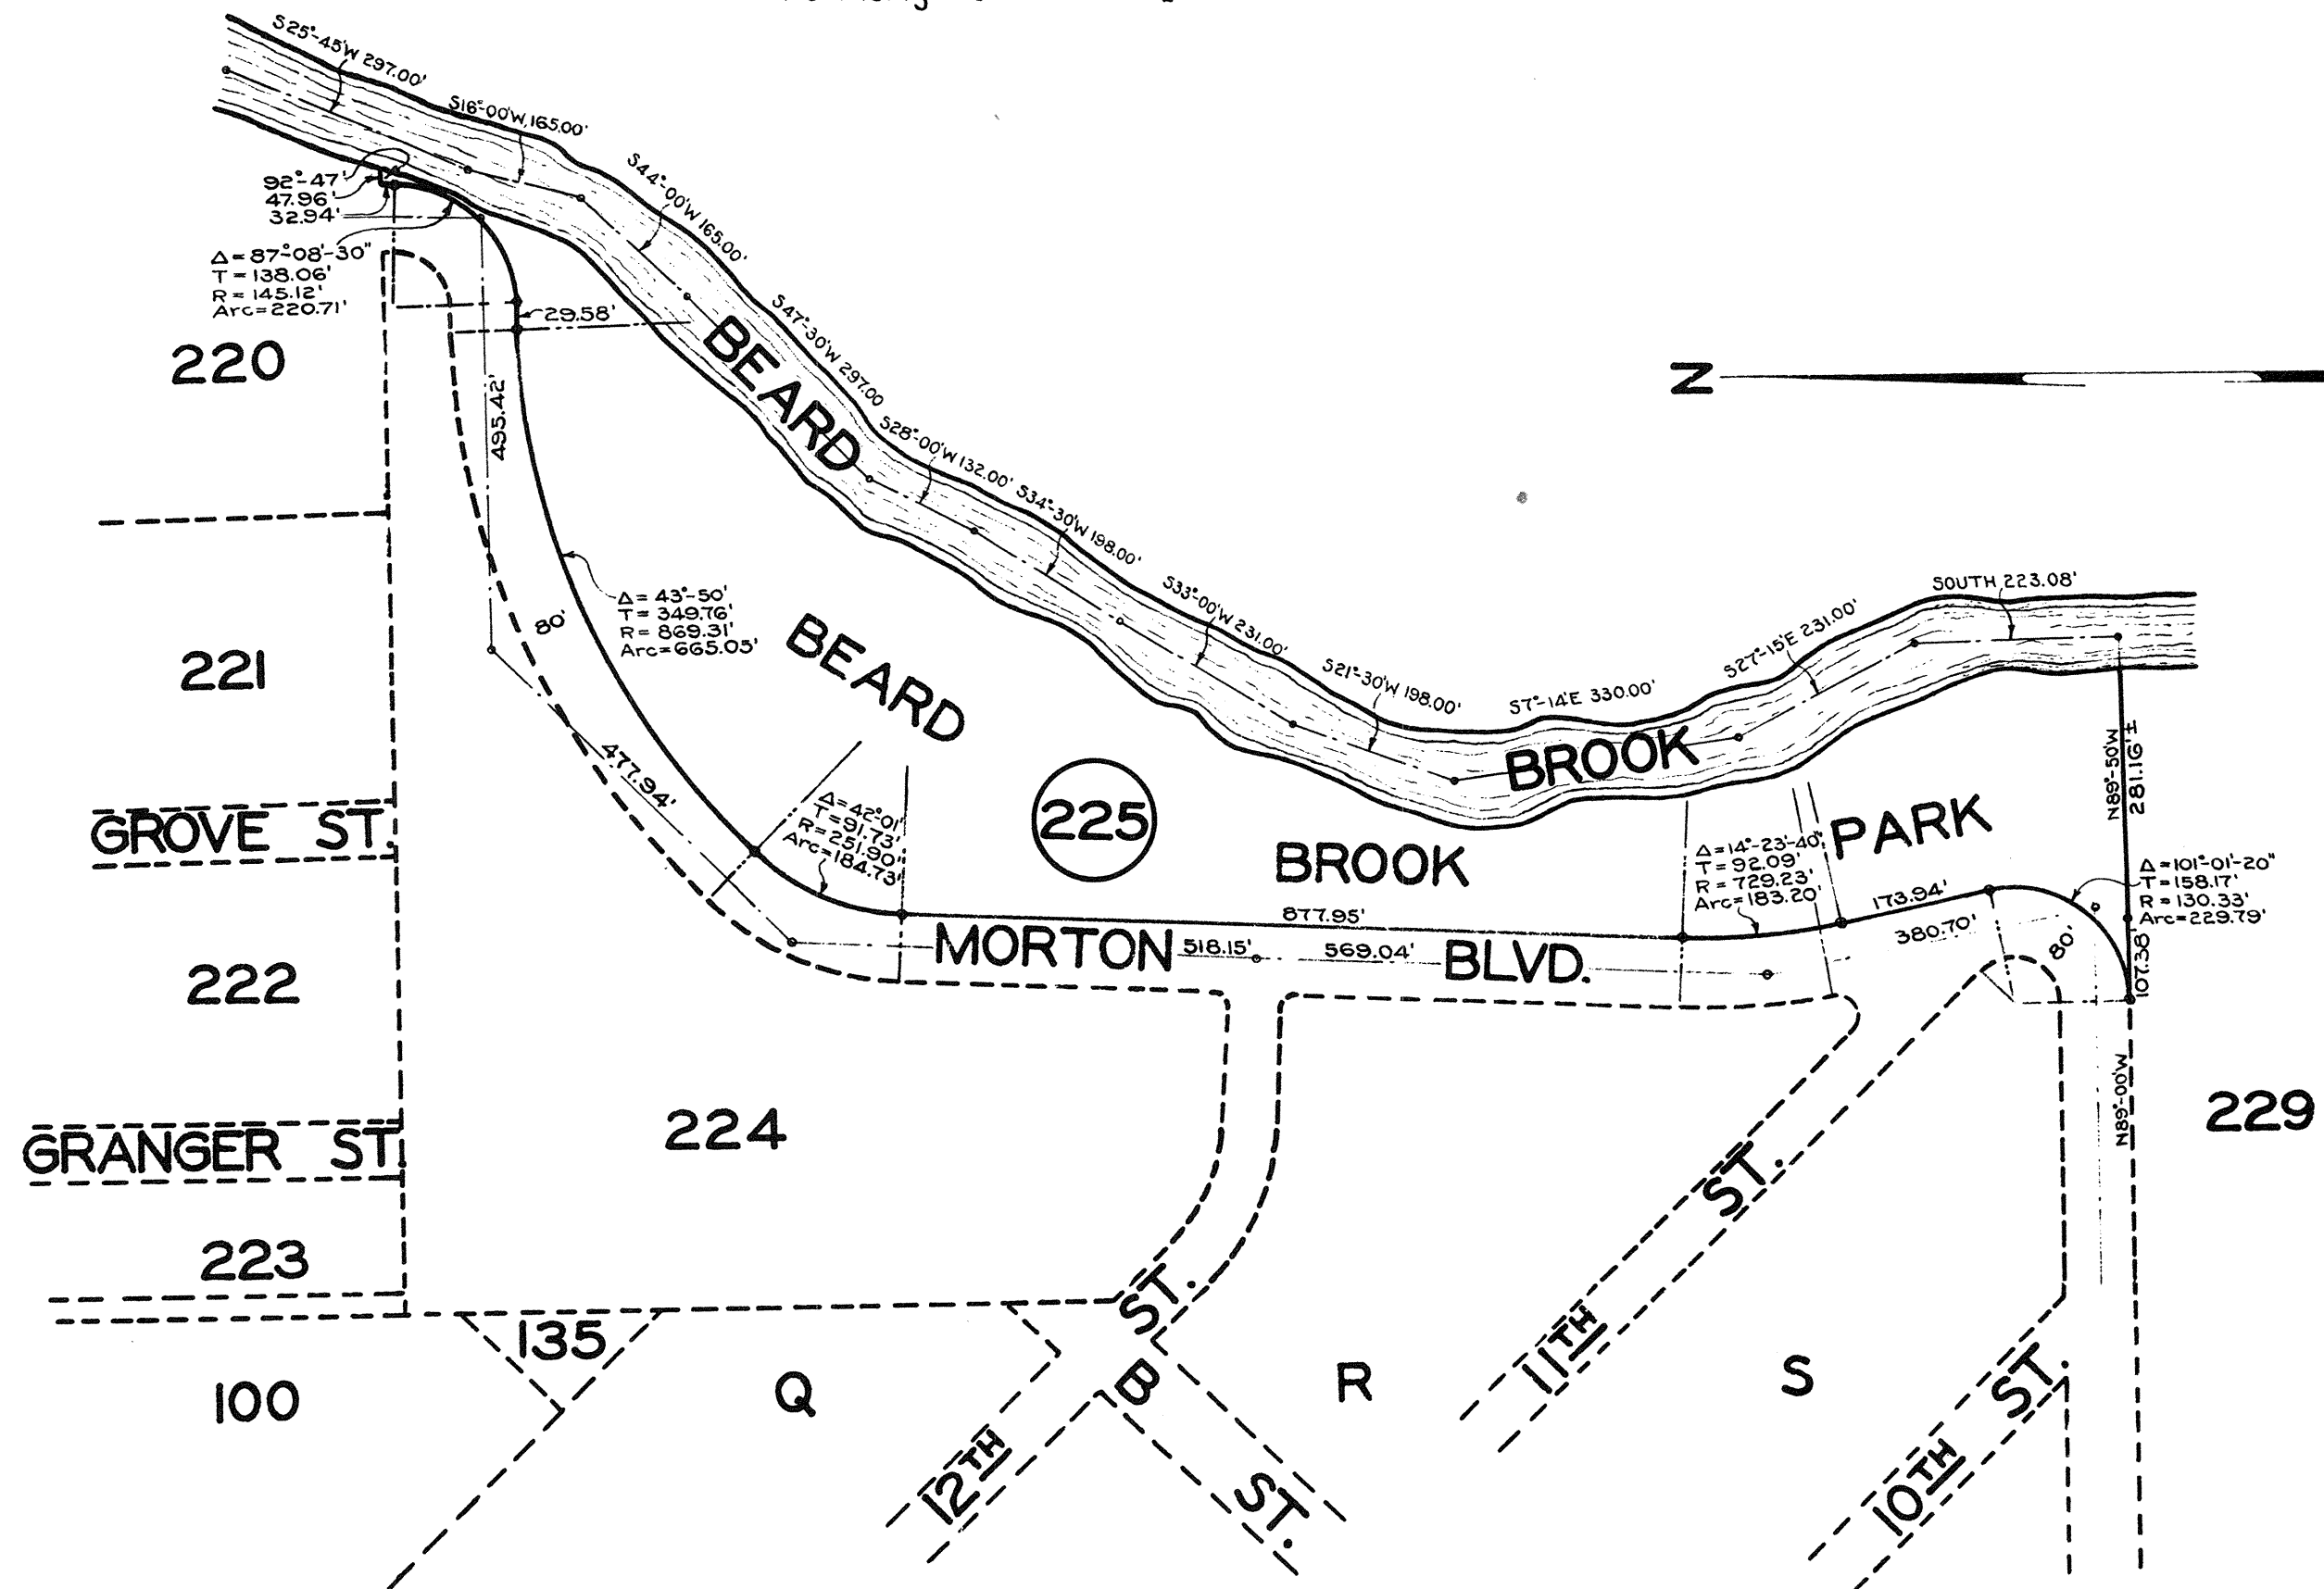 S25°-45'W 297.00'
S16°-00'W, 165.00'
S44°-00'W 165.00'
S47°-30'W 297.00
S28°-00'W 132.00'
S34°-30'W 198.00'
S33°-00'W 231.00'
S21°-30'W 198.00'
S7°-14'E 330.00'
S27°-15'E 231.00'
SOUTH 223.08'
92°-47'
47.96'
32.94'
Δ = 87°-08'-30"
T = 138.06'
R = 145.12'
Arc=220.71'
29.58'
495.42'
N
BEARD
BROOK
220
221
GROVE ST.
222
GRANGER ST.
223
100
135
80'
Δ = 43°-50'
T = 349.76'
R = 869.31'
Arc=665.05'
477.94'
Δ = 42°-01'
T = 91.73'
R = 251.90'
Arc=184.73'
BEARD
BROOK
PARK
225
877.95'
MORTON
518.15'
569.04'
BLVD.
Δ = 14°-23'-40"
T = 92.09'
R = 729.23'
Arc=183.20'
173.94'
380.70'
80'
N89°-50'W
281.16'±
Δ = 101°-01'-20"
T = 158.17'
R = 130.33'
Arc=229.79'
107.38'
N89°-00'W
229
224
Q
R
S
12TH
ST.
B
ST.
11TH
ST.
10TH
ST.